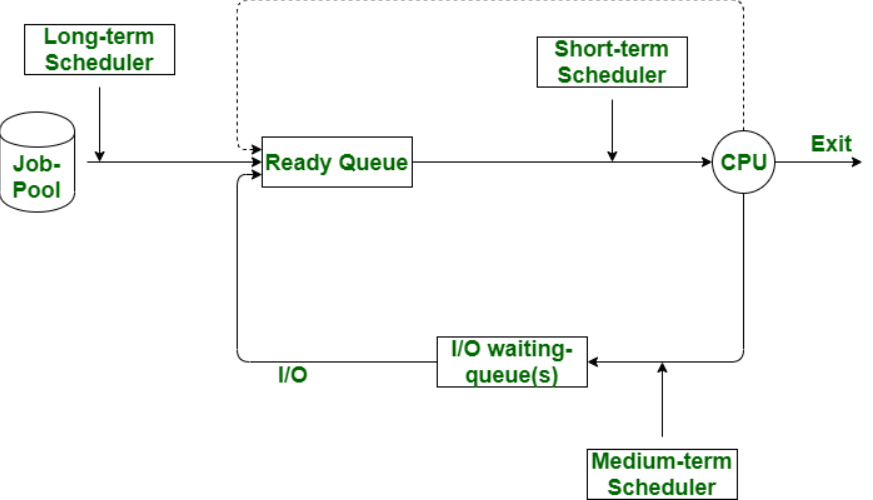 Long-term
Scheduler
Short-term
Scheduler
Job-
Pool
Ready Queue
CPU
Exit
I/O waiting-
queue(s)
I/O
Medium-term
Scheduler